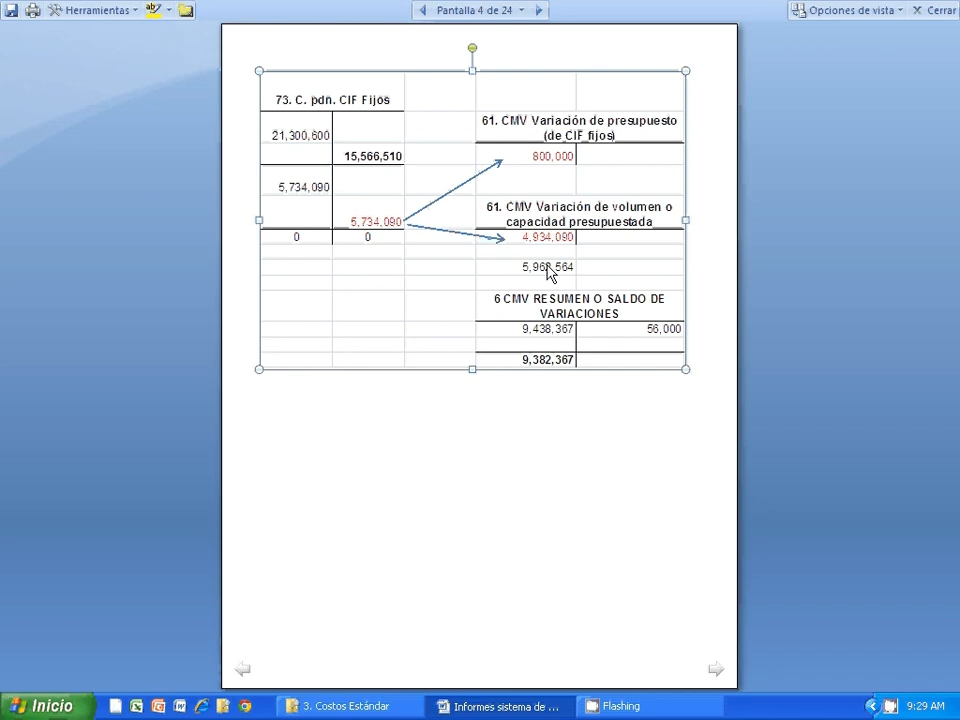 Herramientas
Pantalla 4 de 24
Opciones de vista
Cerrar
73. C. pdn. CIF Fijos
61. CMV Variación de presupuesto
(de CIF fijos)
21,300,600
15,566,510
800,000
5,734,090
61. CMV Variación de volumen o
capacidad presupuestada
5,734,090
0
0
4,934,090
6 CMV RESUMEN O SALDO DE
VARIACIONES
9,438,367
56,000
9,382,367
Inicio
3. Costos Estándar
Informes sistema de ...
Flashing
9:29 AM